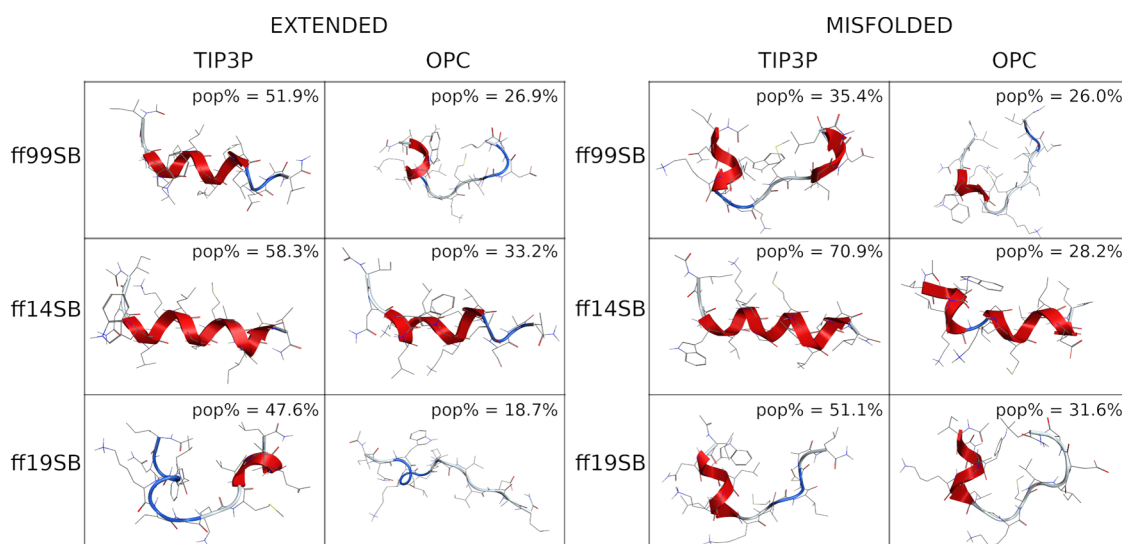 EXTENDED
MISFOLDED
TIP3P
OPC
TIP3P
OPC
ff99SB
pop% = 51.9%
pop% = 26.9%
ff99SB
pop% = 35.4%
pop% = 26.0%
ff14SB
pop% = 58.3%
pop% = 33.2%
ff14SB
pop% = 70.9%
pop% = 28.2%
ff19SB
pop% = 47.6%
pop% = 18.7%
ff19SB
pop% = 51.1%
pop% = 31.6%